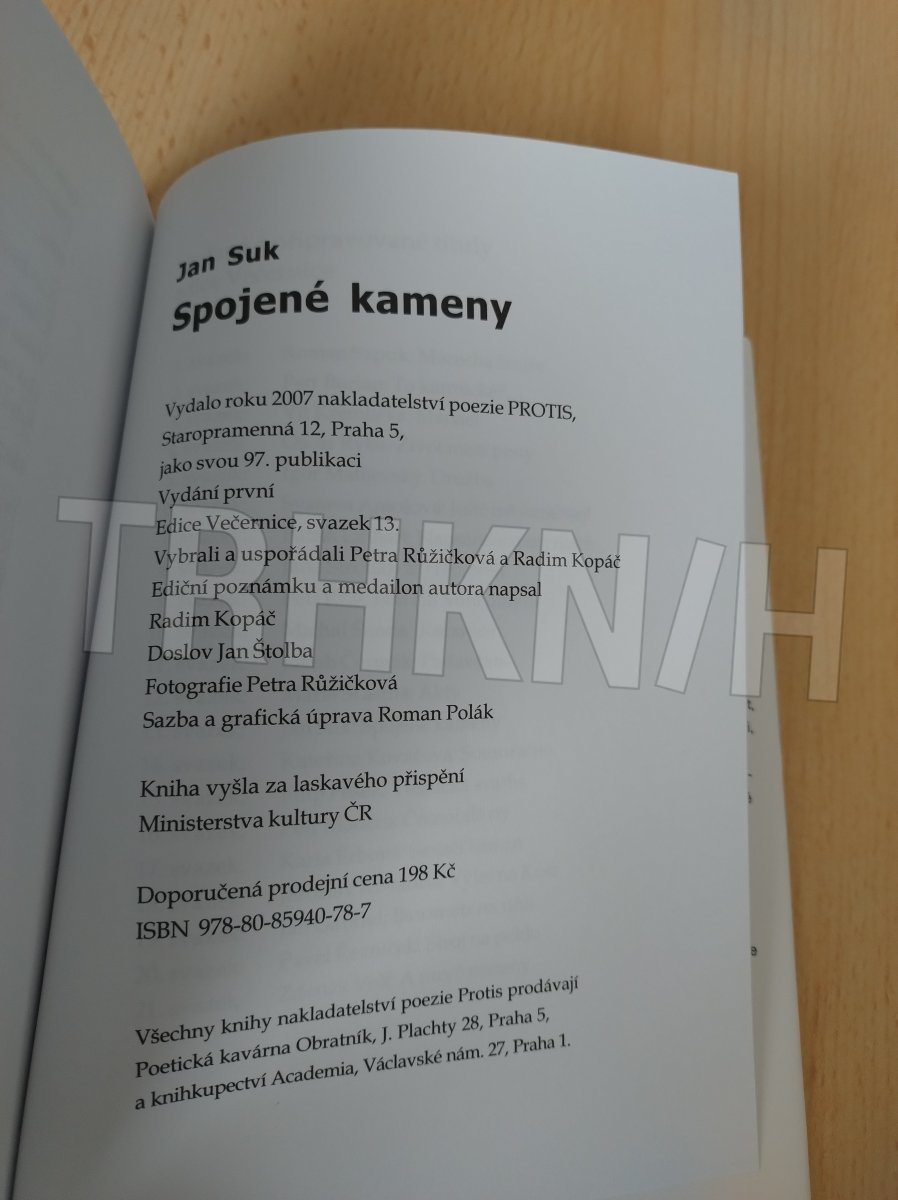 Jan Suk
Spojené kameny
Vydalo roku 2007 nakladatelství poezie PROTIS,
Staropramenná 12, Praha 5,
jako svou 97. publikaci
Vydání první
Edice Večernice, svazek 13.
Vybrali a uspořádali Petra Růžičková a Radim Kopáč
Ediční poznámku a medailon autora napsal
Radim Kopáč
Doslov Jan Štolba
Fotografie Petra Růžičková
Sazba a grafická úprava Roman Polák
Kniha vyšla za laskavého přispění
Ministerstva kultury ČR
Doporučená prodejní cena 198 Kč
ISBN 978-80-85940-78-7
Všechny knihy nakladatelství poezie Protis prodávají
Poetická kavárna Obratník, J. Plachty 28, Praha 5,
a knihkupectví Academia, Václavské nám. 27, Praha 1.
TRHKN/H